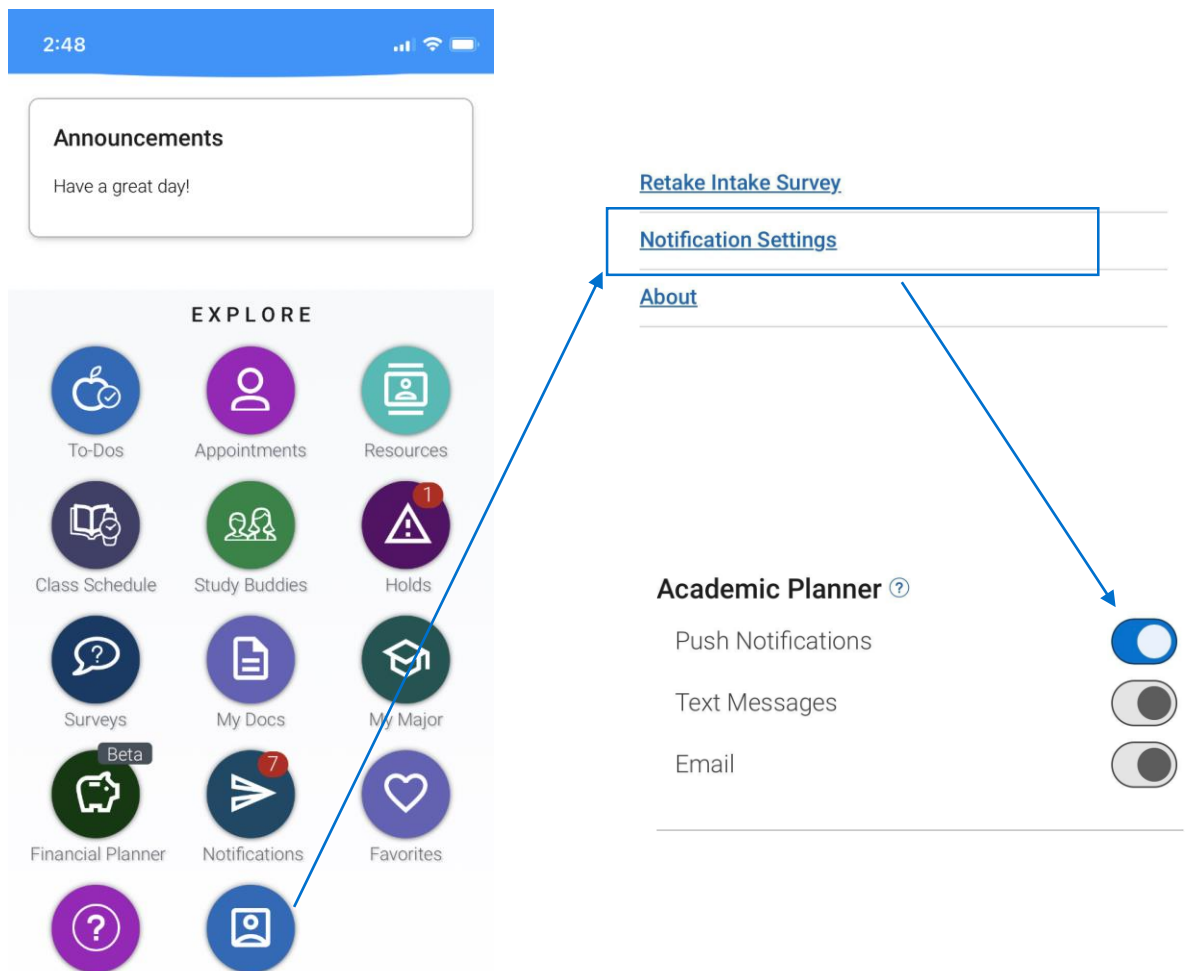 2:48
Announcements
Have a great day!
EXPLORE
To-Dos
Appointments
Resources
1
Class Schedule
Study Buddies
Holds
?
Surveys
My Docs
My Major
Beta
7
Financial Planner
Notifications
Favorites
?
Retake Intake Survey
Notification Settings
About
Academic Planner ?
Push Notifications
Text Messages
Email